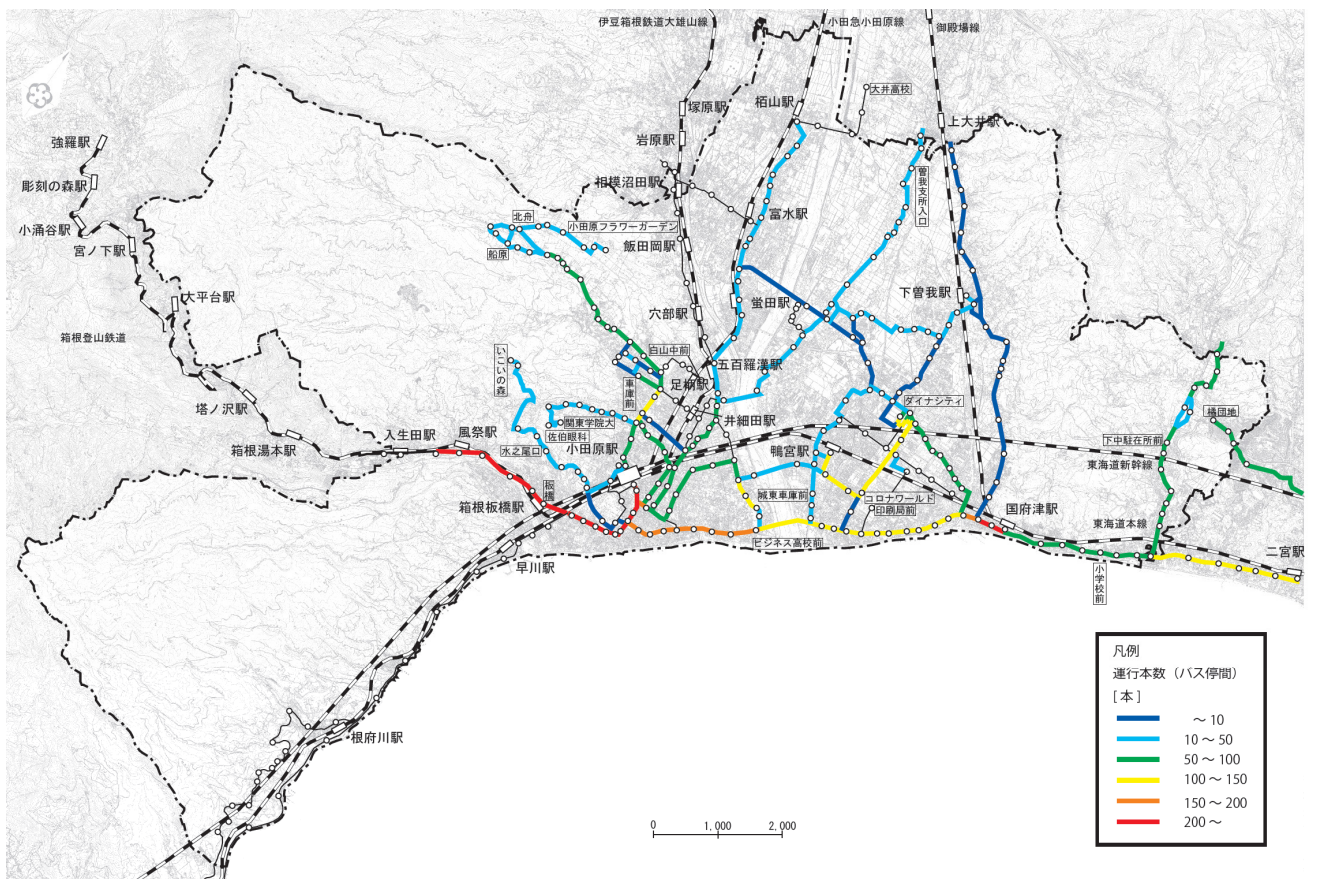 伊豆箱根鉄道大雄山線
小田急小田原線
御殿場線
塚原駅
栢山駅
大井高校
上大井駅
強羅駅
岩原駅
彫刻の森駅
相模沼田駅
曽我支所入口
小涌谷駅
北舟
小田原フラワーガーデン
富水駅
宮ノ下駅
船原
飯田岡駅
大平台駅
下曽我駅
穴部駅
蛍田駅
箱根登山鉄道
いこいの森
白山中前
五百羅漢駅
車庫前
足柄駅
塔ノ沢駅
ダイナシティ
橘団地
関東学院大
井細田駅
入生田駅
風祭駅
佐伯眼科
下中駐在所前
箱根湯本駅
水之尾口
小田原駅
鴨宮駅
東海道新幹線
板橋
城東車庫前
コロナワールド
箱根板橋駅
印刷局前
国府津駅
東海道本線
ビジネス高校前
二宮駅
早川駅
小学校前
根府川駅
凡例
運行本数（バス停間）
[ 本 ]
～ 10
10 ～ 50
50 ～ 100
100 ～ 150
150 ～ 200
200 ～
0 1,000 2,000